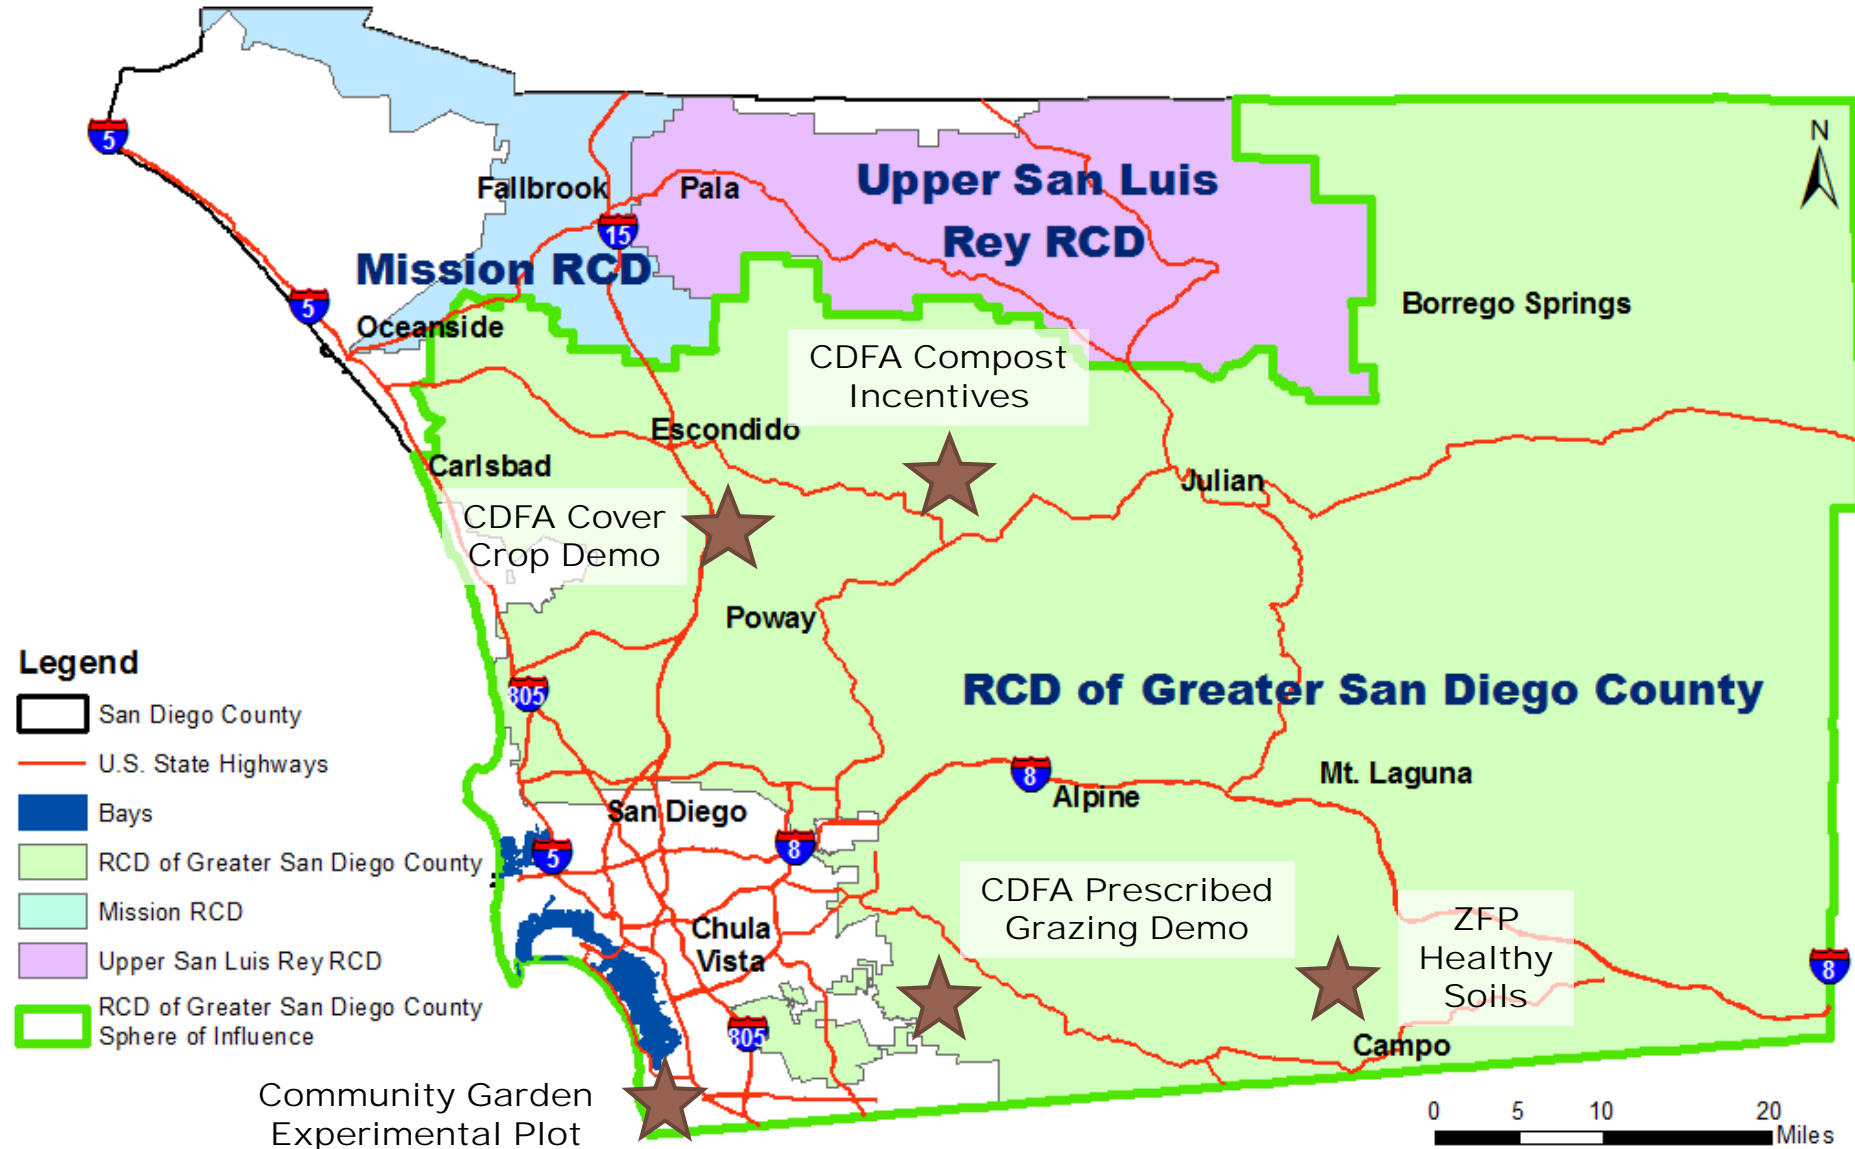 N
5
Fallbrook
Pala
Upper San Luis
Rey RCD
15
Mission RCD
5
Oceanside
Borrego Springs
CDFA Compost
Incentives
Escondido
Carlsbad
Julian
CDFA Cover
Crop Demo
Poway
RCD of Greater San Diego County
805
8
Mt. Laguna
Alpine
San Diego
5
8
CDFA Prescribed
Grazing Demo
Chula
Vista
ZFP
Healthy
Soils
8
805
Campo
Community Garden
Experimental Plot
Legend
San Diego County
U.S. State Highways
Bays
RCD of Greater San Diego County
Mission RCD
Upper San Luis Rey RCD
RCD of Greater San Diego County
Sphere of Influence
0 5 10 20
Miles